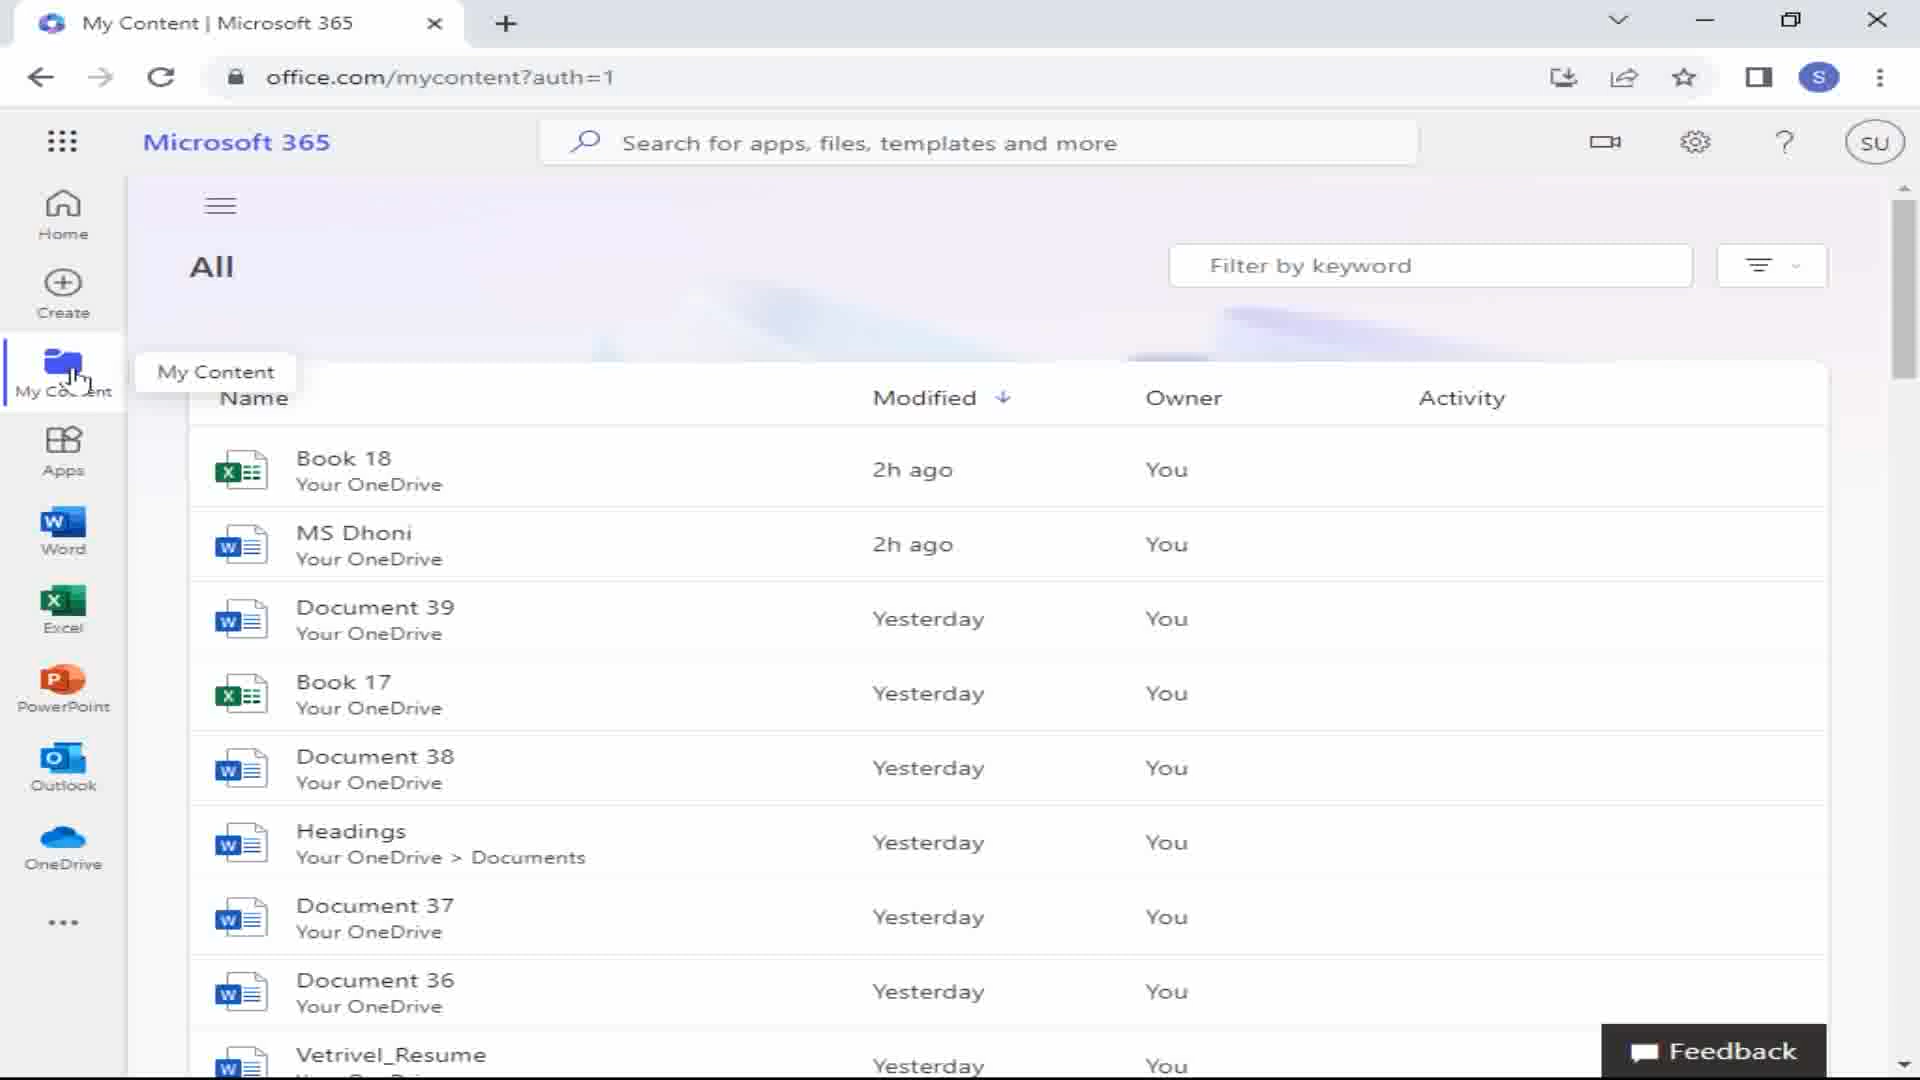 My Content | Microsoft 365
office.com/mycontent?auth=1
S
Microsoft 365
Search for apps, files, templates and more
?
SU
Home
Create
My Content
Apps
Word
Excel
PowerPoint
Outlook
OneDrive
All
Filter by keyword
My Content
Name Modified Owner Activity
Book 18
Your OneDrive
2h ago You
MS Dhoni
Your OneDrive
2h ago You
Document 39
Your OneDrive
Yesterday You
Book 17
Your OneDrive
Yesterday You
Document 38
Your OneDrive
Yesterday You
Headings
Your OneDrive > Documents
Yesterday You
Document 37
Your OneDrive
Yesterday You
Document 36
Your OneDrive
Yesterday You
Vetrivel_Resume
Yesterday You
Feedback